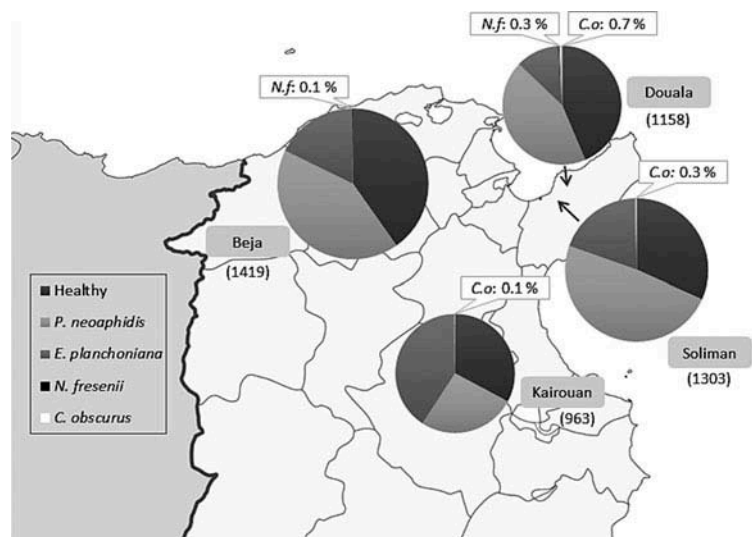 N.f: 0.3 %
C.o: 0.7 %
Douala
(1158)
N.f: 0.1 %
C.o: 0.3 %
Beja
(1419)
Healthy
P. neoaphidis
E. planchoniana
N. fresenii
C. obscurus
C.o: 0.1 %
Soliman
(1303)
Kairouan
(963)